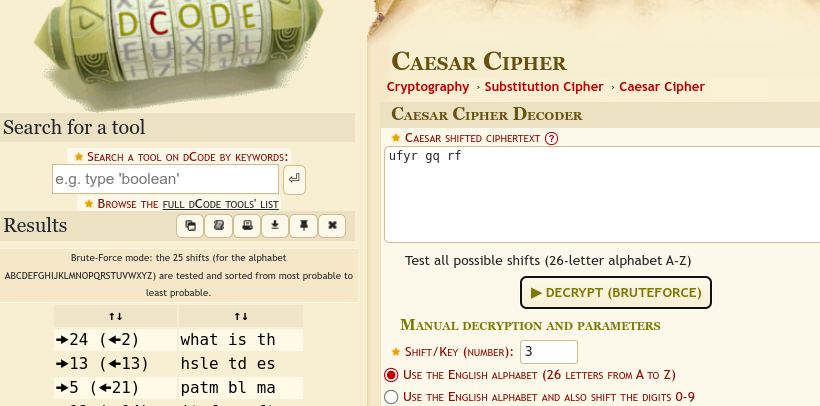 DCODE
Search for a tool
★ Search a tool on dCode by keywords:
e.g. type 'boolean'
★ Browse the full dCode tools' list
Results
Brute-Force mode: the 25 shifts (for the alphabet
ABCDEFGHIJKLMNOPQRSTUVWXYZ) are tested and sorted from most probable to
least probable.
↑↓ ↑↓
🠞24 (🠜2) what is th
🠞13 (🠜13) hsle td es
🠞5 (🠜21) patm bl ma
Caesar Cipher
Cryptography › Substitution Cipher › Caesar Cipher
Caesar Cipher Decoder
★ Caesar shifted ciphertext ?
ufyr gq rf
Test all possible shifts (26-letter alphabet A-Z)
▶ DECRYPT (BRUTEFORCE)
Manual decryption and parameters
★ Shift/Key (number): 3
Use the English alphabet (26 letters from A to Z)
Use the English alphabet and also shift the digits 0-9